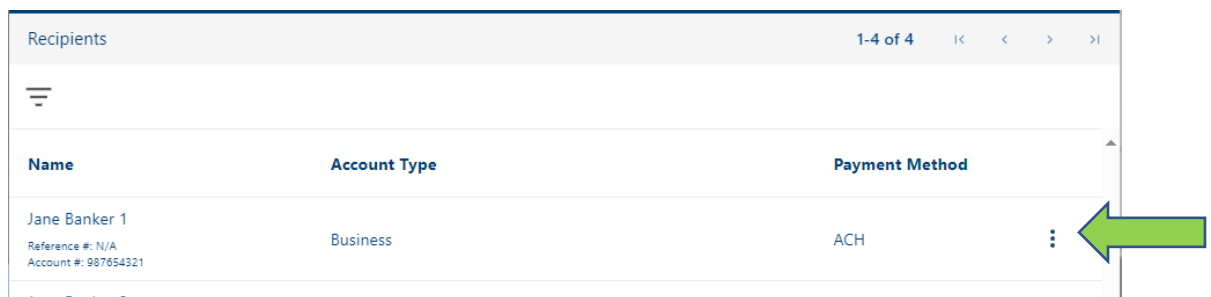 Recipients 1-4 of 4
Name Account Type Payment Method
Jane Banker 1
Reference #: N/A
Account #: 987654321
Business ACH